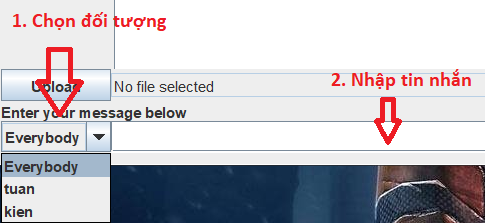 1. Chọn đối tượng
Upload
No file selected
2. Nhập tin nhắn
Enter your message below
Everybody
Everybody
tuan
kien